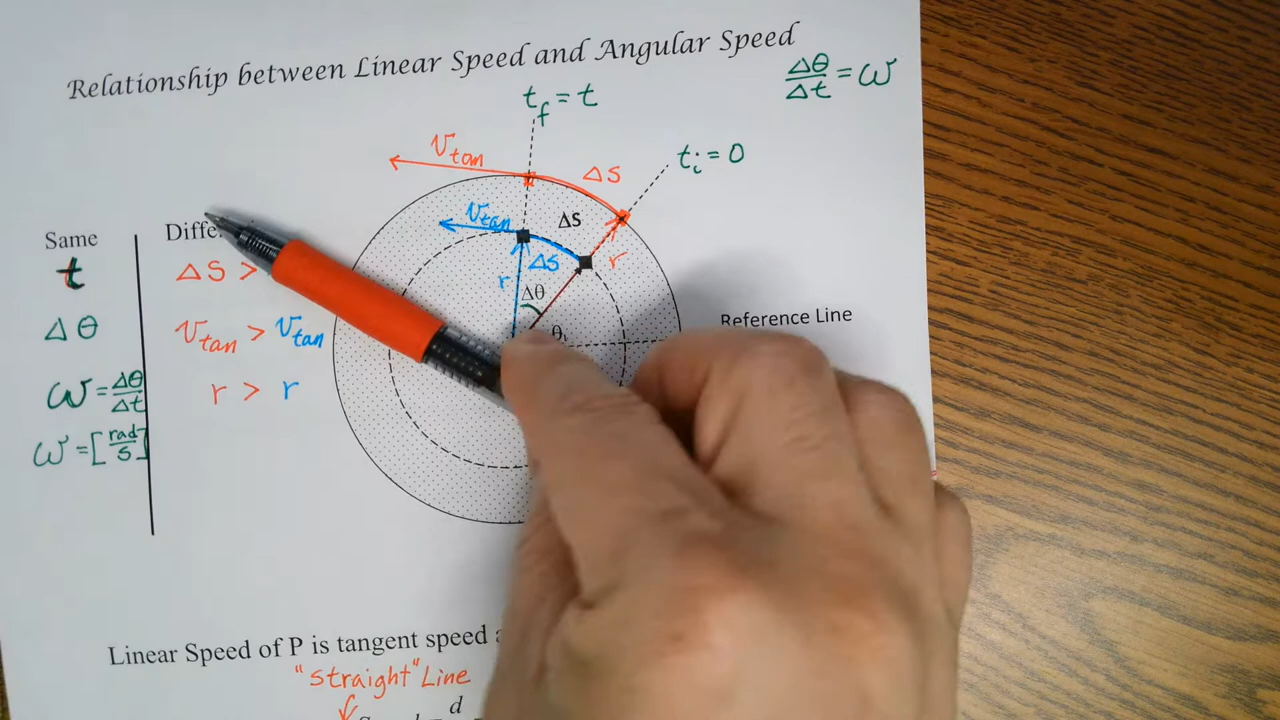 Relationship between Linear Speed and Angular Speed
Δθ/Δt = ω
t_f = t
t_i = 0
v_tan
Δs
v_tan
Δs
Δs
r
r
Δθ
θ
Reference Line
Same
t
Δθ
ω = Δθ/Δt
ω = [rad/s]
Δs >
v_tan > v_tan
r > r
Linear Speed of P is tangent speed
"straight" Line
d